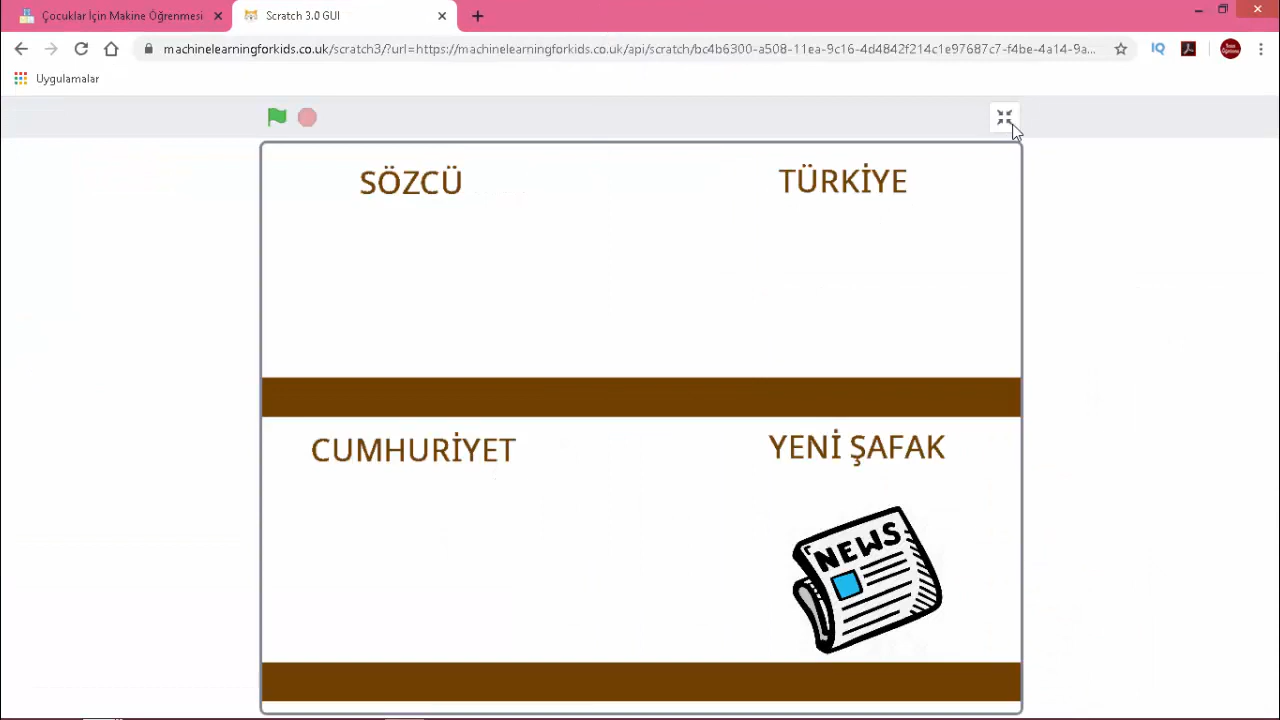 Çocuklar İçin Makine Öğrenmesi
Scratch 3.0 GUI
machinelearningforkids.co.uk/scratch3/?url=https://machinelearningforkids.co.uk/api/scratch/bc4b6300-a508-11ea-9c16-4d4842f214c1e97687c7-f4be-4a14-9a...
IQ
Uygulamalar
SÖZCÜ
TÜRKİYE
CUMHURİYET
YENİ ŞAFAK
NEWS